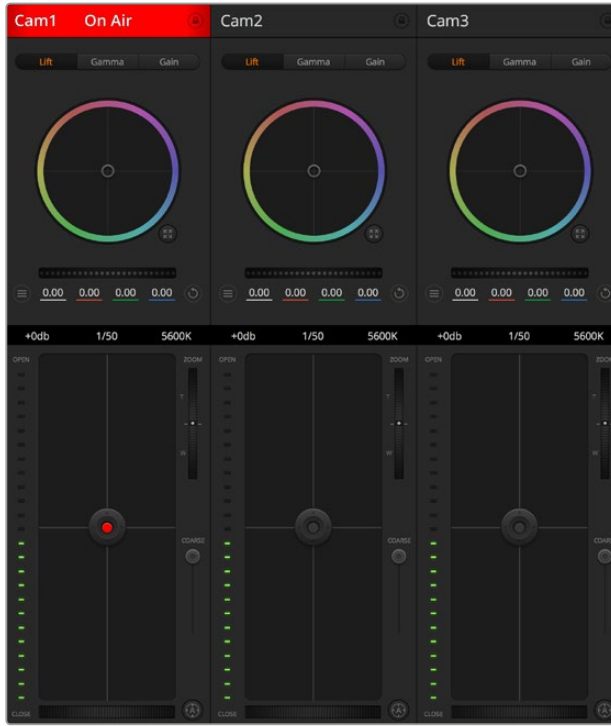 Cam1 On Air Cam2 Cam3
Lift Gamma Gain Lift Gamma Gain Lift Gamma Gain
0.00 0.00 0.00 0.00 0.00 0.00 0.00 0.00 0.00 0.00 0.00 0.00
+0db 1/50 5600K +0db 1/50 5600K +0db 1/50 5600K
OPEN ZOOM OPEN ZOOM OPEN ZOOM
T T T
W W W
COARSE COARSE COARSE
CLOSE A CLOSE A CLOSE A